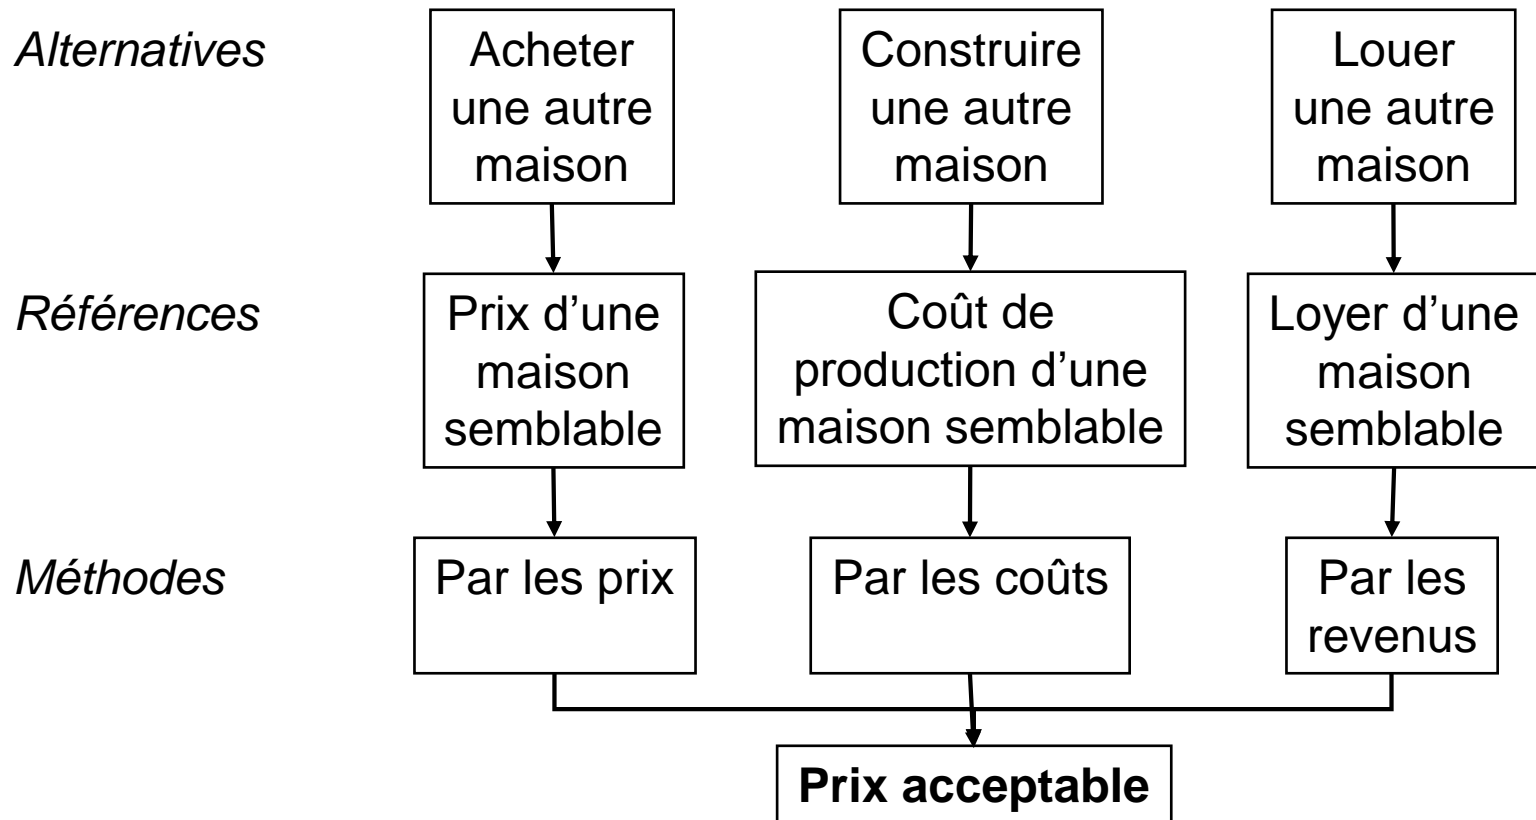 Alternatives
Acheter
une autre
maison
Construire
une autre
maison
Louer
une autre
maison
Références
Prix d’une
maison
semblable
Coût de
production d’une
maison semblable
Loyer d’une
maison
semblable
Méthodes
Par les prix
Par les coûts
Par les
revenus
Prix acceptable